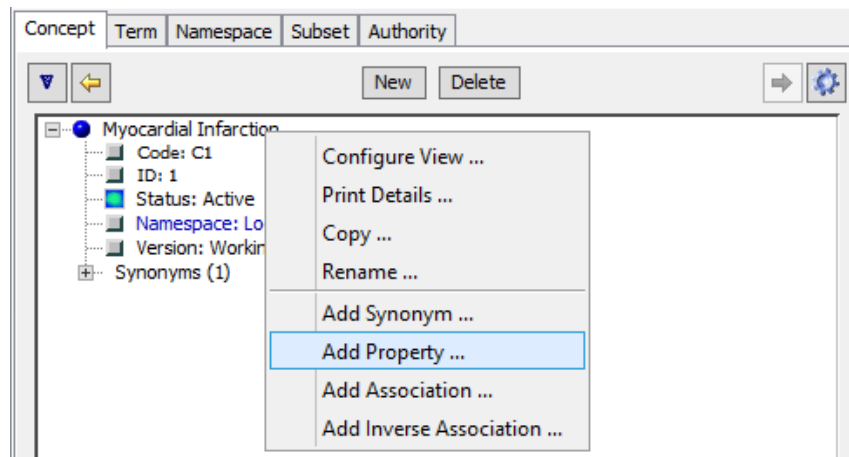 Concept Term Namespace Subset Authority
New Delete
Myocardial Infarction
Code: C1
ID: 1
Status: Active
Namespace: Lo
Version: Workin
Synonyms (1)
Configure View ...
Print Details ...
Copy ...
Rename ...
Add Synonym ...
Add Property ...
Add Association ...
Add Inverse Association ...